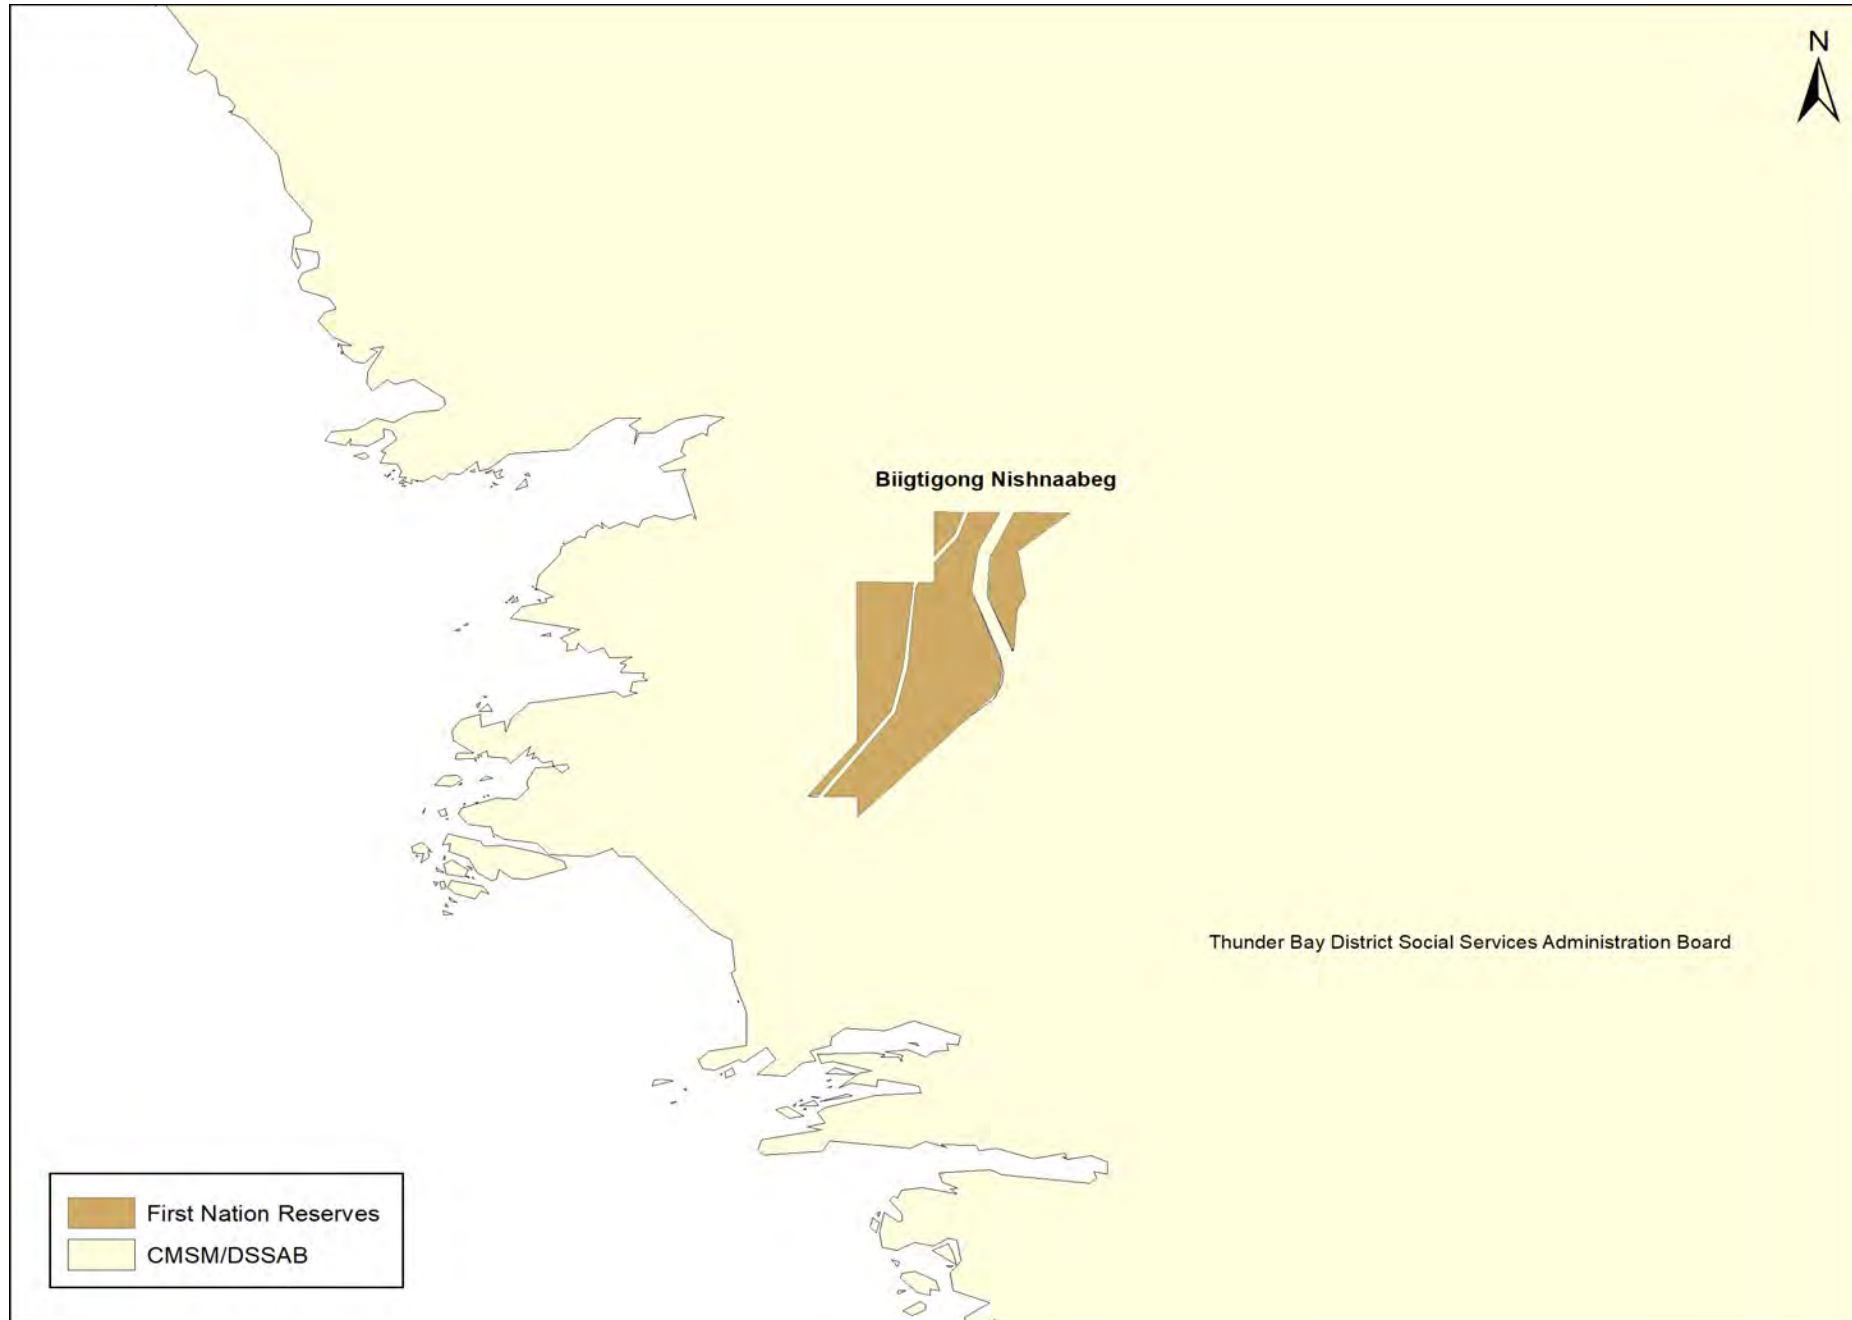 N
Biigtigong Nishnaabeg
Thunder Bay District Social Services Administration Board
First Nation Reserves
CMSM/DSSAB